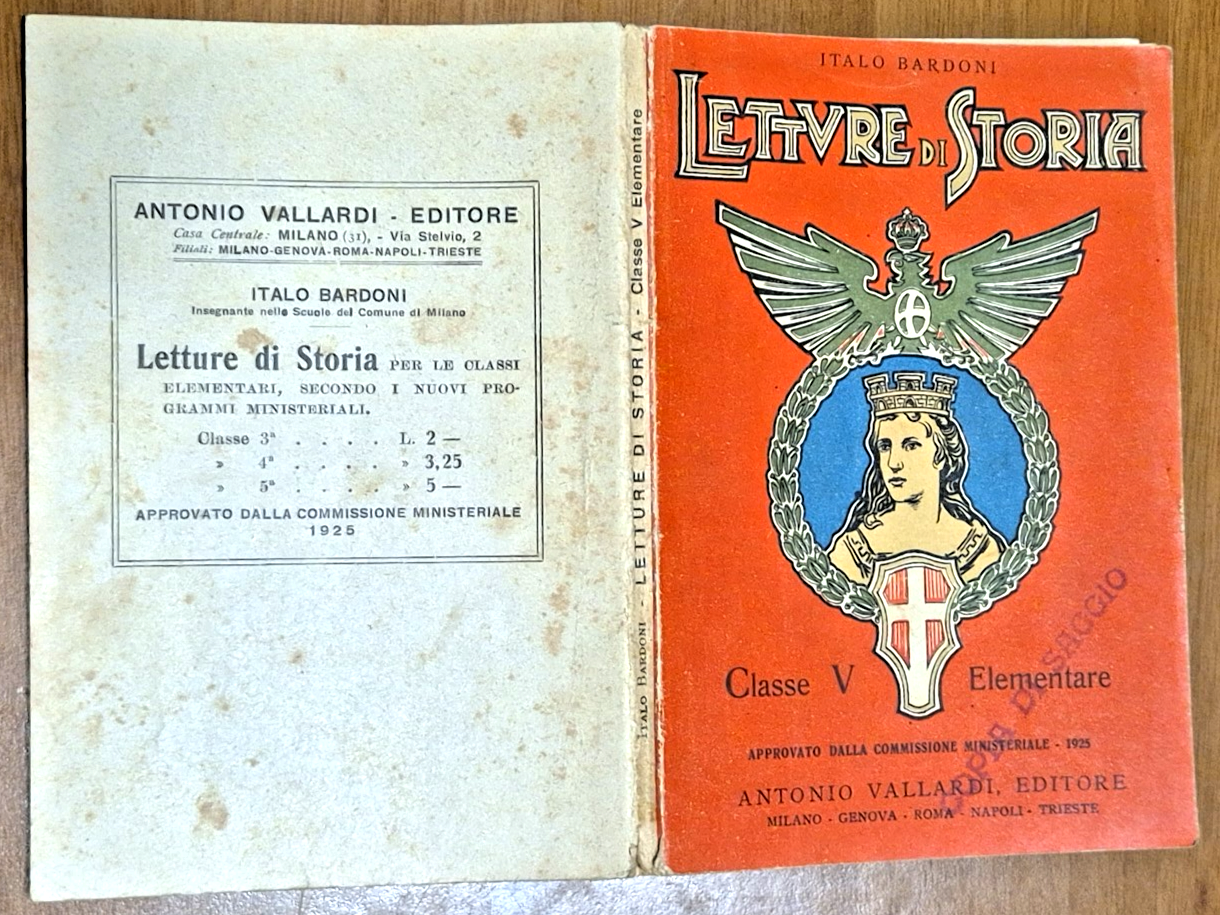 ANTONIO VALLARDI - EDITORE
Casa Centrale: MILANO (31), - Via Stelvio, 2
Filiali: MILANO-GENOVA-ROMA-NAPOLI-TRIESTE
ITALO BARDONI
Insegnante nelle Scuole del Comune di Milano
Letture di Storia PER LE CLASSI
ELEMENTARI, SECONDO I NUOVI PRO-
GRAMMI MINISTERIALI.
Classe 3ª . . . . L. 2 —
» 4ª . . . . » 3,25
» 5ª . . . . » 5 —
APPROVATO DALLA COMMISSIONE MINISTERIALE
1925
ITALO BARDONI - LETTURE DI STORIA - Classe V Elementare
ITALO BARDONI
LETTVRE DI STORIA
Classe V Elementare
COPIA DI SAGGIO
APPROVATO DALLA COMMISSIONE MINISTERIALE - 1925
ANTONIO VALLARDI, EDITORE
MILANO - GENOVA - ROMA - NAPOLI - TRIESTE